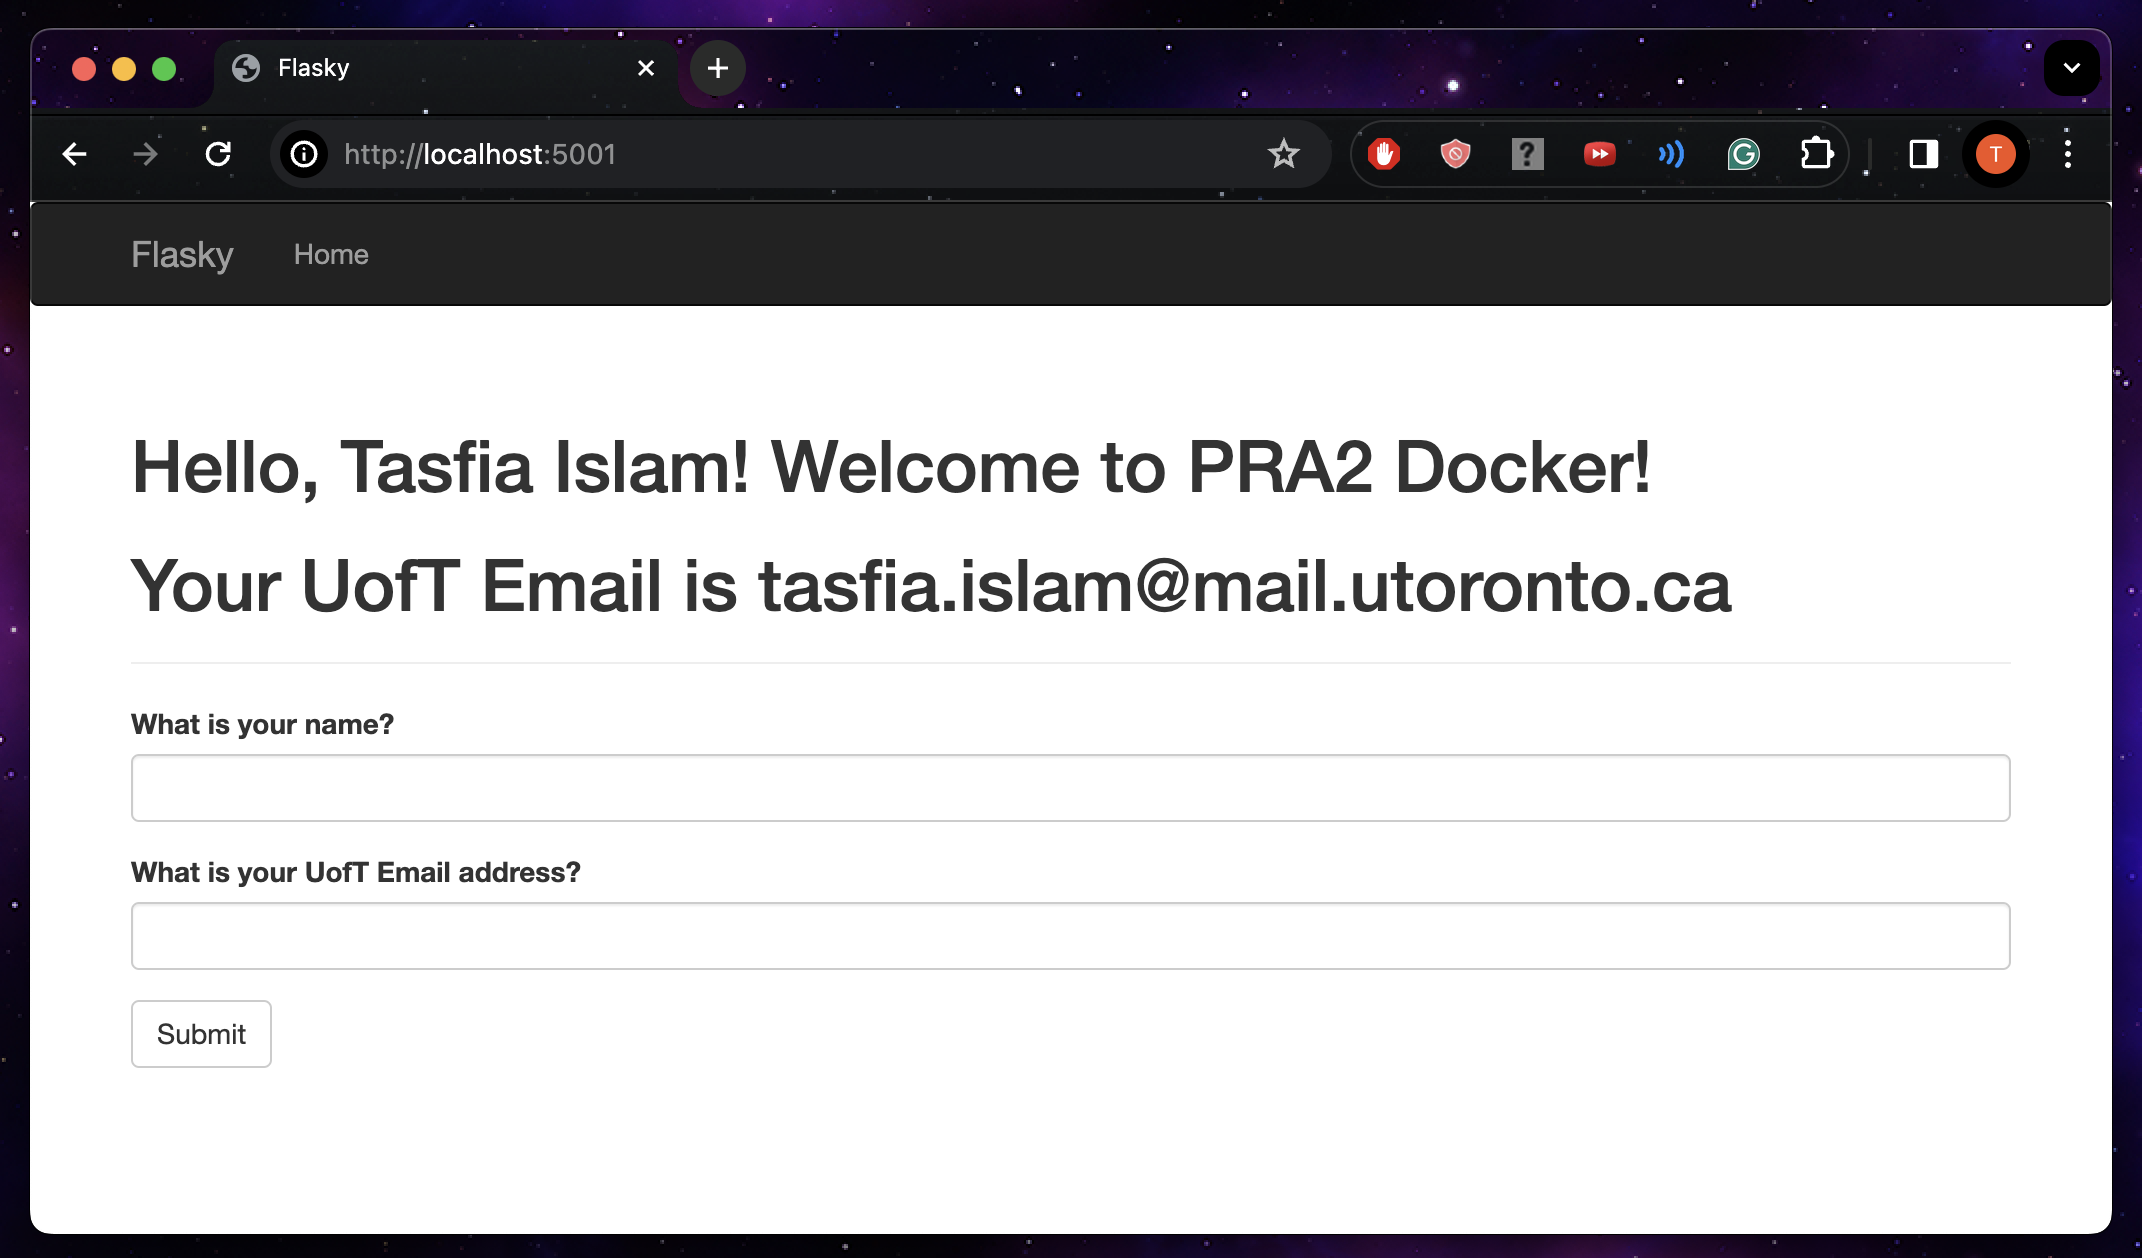 Flasky
http://localhost:5001
T
Flasky Home
Hello, Tasfia Islam! Welcome to PRA2 Docker!
Your UofT Email is tasfia.islam@mail.utoronto.ca
What is your name?
What is your UofT Email address?
Submit